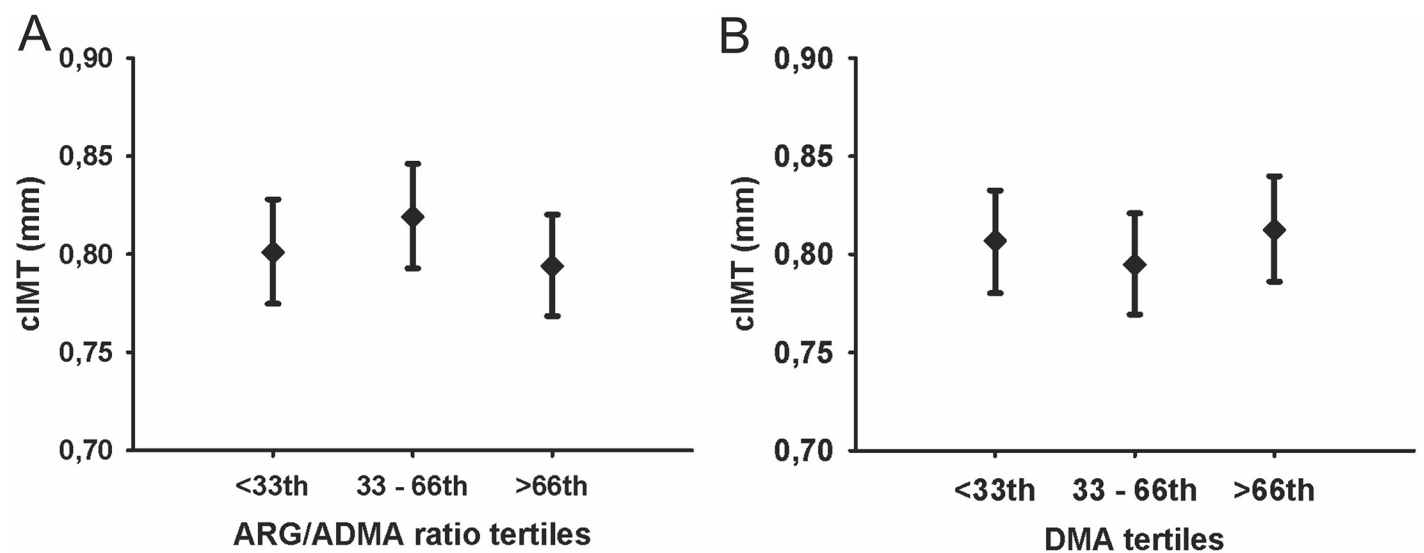 A
0,90
0,85
0,80
0,75
0,70
cIMT (mm)
<33th 33 - 66th >66th
ARG/ADMA ratio tertiles
B
0,90
0,85
0,80
0,75
0,70
cIMT (mm)
<33th 33 - 66th >66th
DMA tertiles